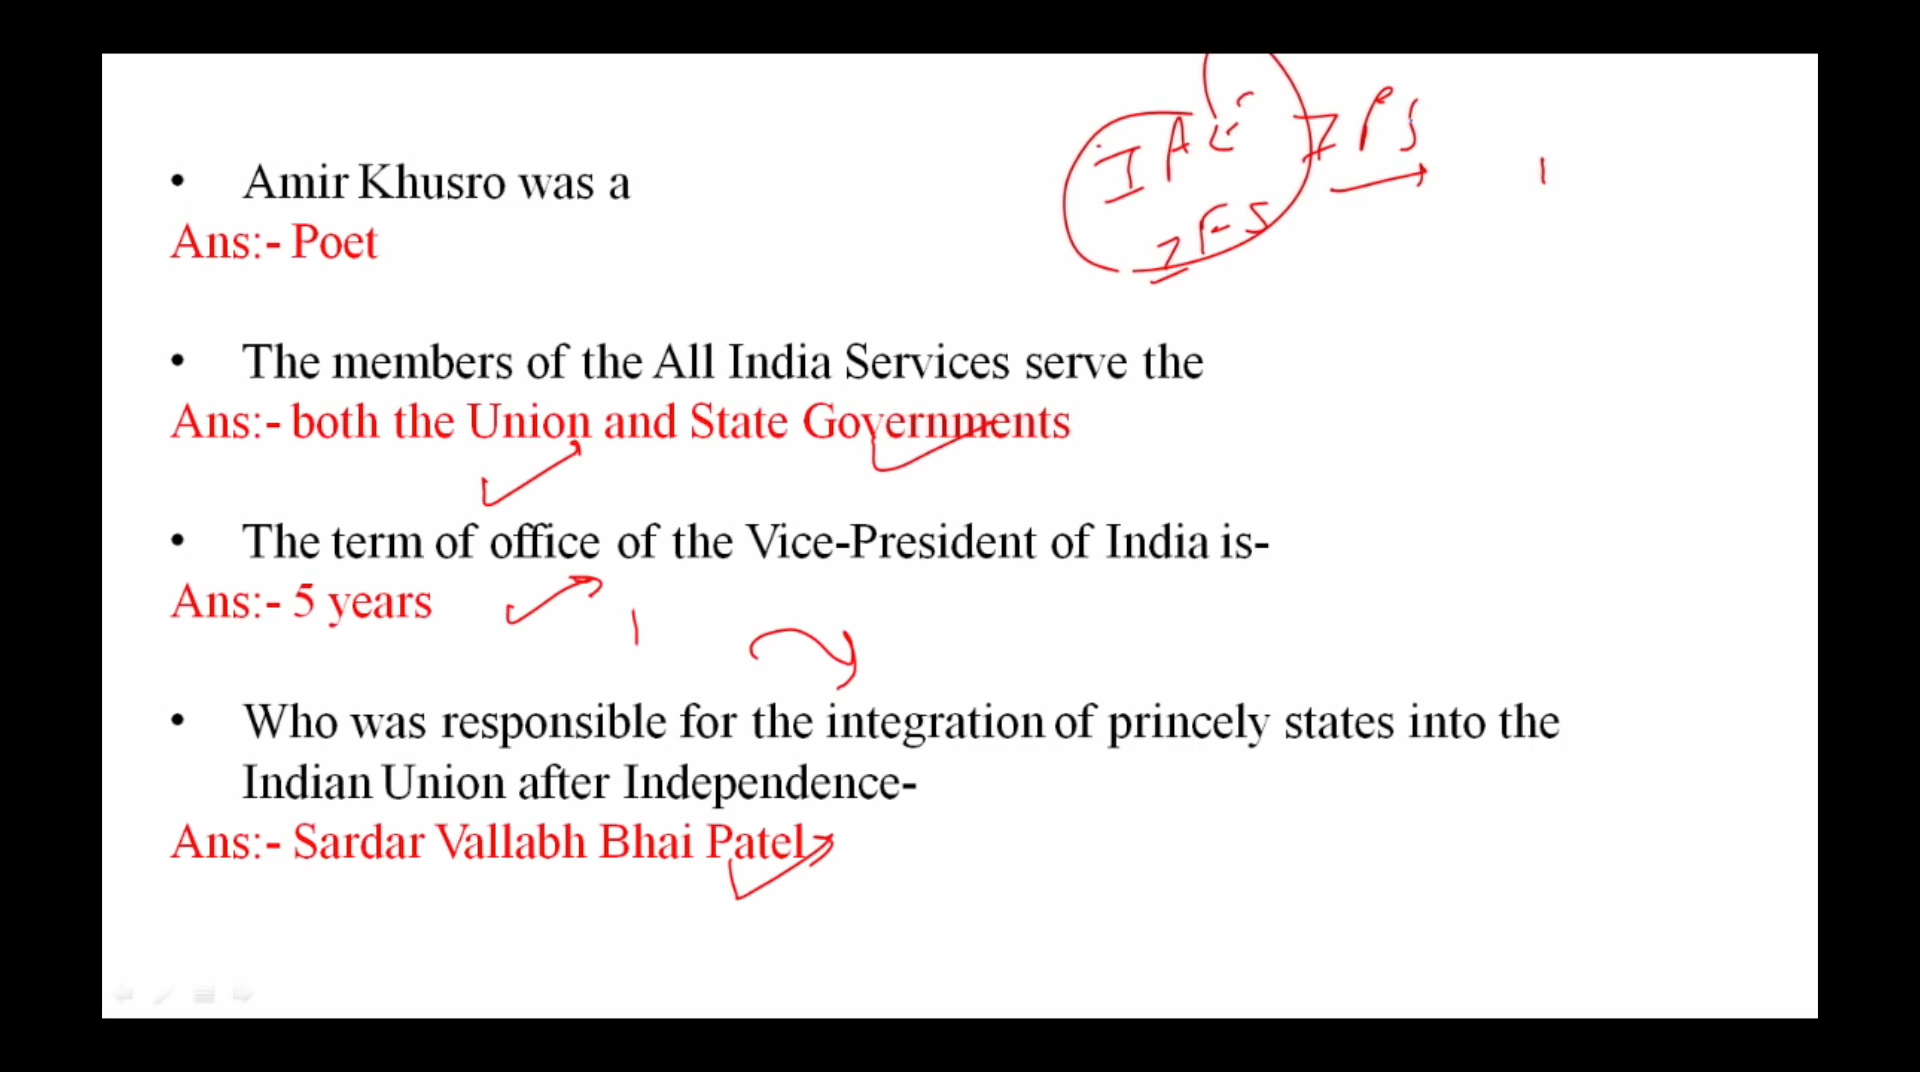 IAS IPS
IFS
• Amir Khusro was a
Ans:- Poet
• The members of the All India Services serve the
Ans:- both the Union and State Governments
• The term of office of the Vice-President of India is-
Ans:- 5 years
• Who was responsible for the integration of princely states into the
Indian Union after Independence-
Ans:- Sardar Vallabh Bhai Patel